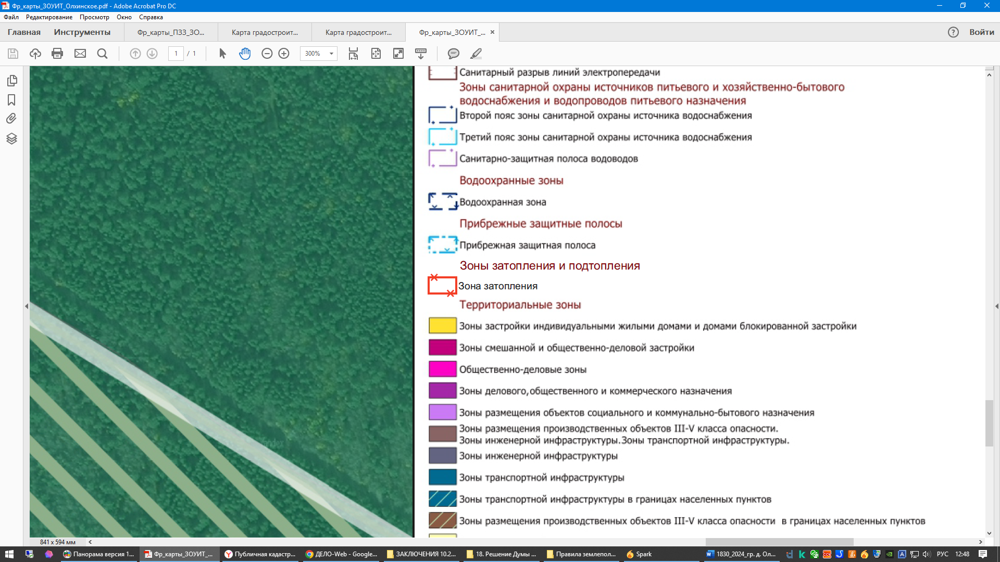 Фр_карты_ЗОУИТ_Олхинское.pdf - Adobe Acrobat Pro DC
Файл Редактирование Просмотр Окно Справка
Главная Инструменты Фр_карты_ПЗЗ_ЗО... Карта градостроит... Карта градостроит... Фр_карты_ЗОУИТ_... × Войти
1 / 1 300%
Санитарный разрыв линий электропередачи
Зоны санитарной охраны источников питьевого и хозяйственно-бытового
водоснабжения и водопроводов питьевого назначения
Второй пояс зоны санитарной охраны источника водоснабжения
Третий пояс зоны санитарной охраны источника водоснабжения
Санитарно-защитная полоса водоводов
Водоохранные зоны
Водоохранная зона
Прибрежные защитные полосы
Прибрежная защитная полоса
Зоны затопления и подтопления
Зона затопления
Территориальные зоны
Зоны застройки индивидуальными жилыми домами и домами блокированной застройки
Зоны смешанной и общественно-деловой застройки
Общественно-деловые зоны
Зоны делового,общественного и коммерческого назначения
Зоны размещения объектов социального и коммунально-бытового назначения
Зоны размещения производственных объектов III-V класса опасности.
Зоны инженерной инфраструктуры.Зоны транспортной инфраструктуры.
Зоны инженерной инфраструктуры
Зоны транспортной инфраструктуры
Зоны транспортной инфраструктуры в границах населенных пунктов
Зоны размещения производственных объектов III-V класса опасности в границах населенных пунктов
841 x 594 мм
Панорама версия 1... Фр_карты_ЗОУИТ_... Публичная кадастр... ДЕЛО-Web - Google... ЗАКЛЮЧЕНИЯ 10.2... 18. Решение Думы ... Правила землепол... Spark 1830_2024_гр. д. Ол... РУС 12:48